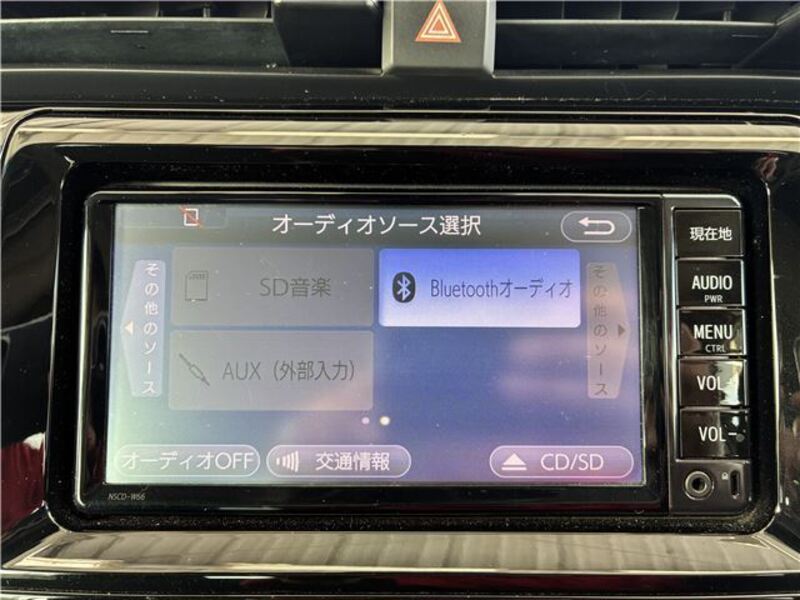 オーディオソース選択
その他のソース
SD音楽
Bluetoothオーディオ
その他のソース
AUX（外部入力）
オーディオOFF
交通情報
CD/SD
NSCD-W66
現在地
AUDIO
PWR
MENU
CTRL
VOL+
VOL-